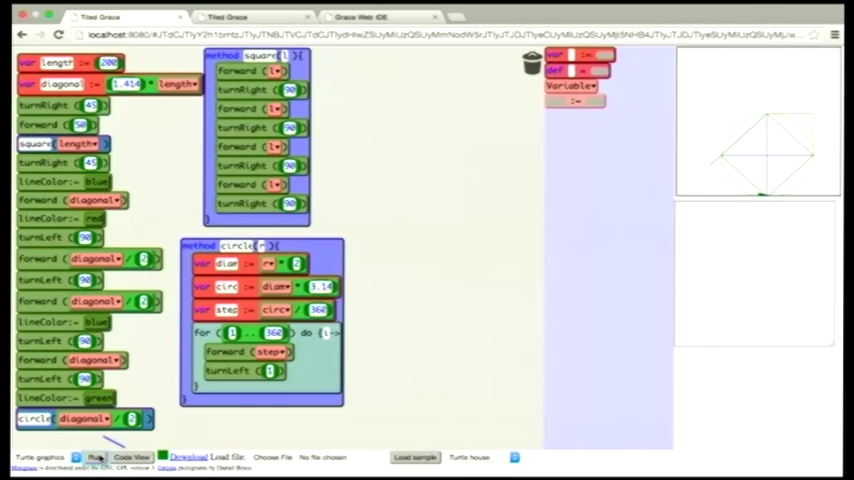 Tiled Grace
Tiled Grace
Grace Web IDE
var length := 200
var diagonal := 1.414 * length
turnRight (45)
forward (50)
square(length)
turnRight (45)
lineColor:= blue
forward (diagonal)
lineColor:= red
turnLeft (90)
forward (diagonal / 2)
turnLeft (90)
forward (diagonal / 2)
lineColor:= blue
turnLeft (90)
forward (diagonal)
turnLeft (90)
lineColor:= green
circle(diagonal / 2)
method square(l){
forward (l)
turnRight (90)
forward (l)
turnRight (90)
forward (l)
turnRight (90)
forward (l)
turnRight (90)
}
method circle(r){
var diam := r * 2
var circ := diam * 3.14
var step := circ / 360
for (1 .. 360) do {i->
forward (step)
turnLeft (1)
}
}
var :=
def =
Variable
:=
Turtle graphics Run Code View Download Load file: Choose File No file chosen Load sample Turtle house